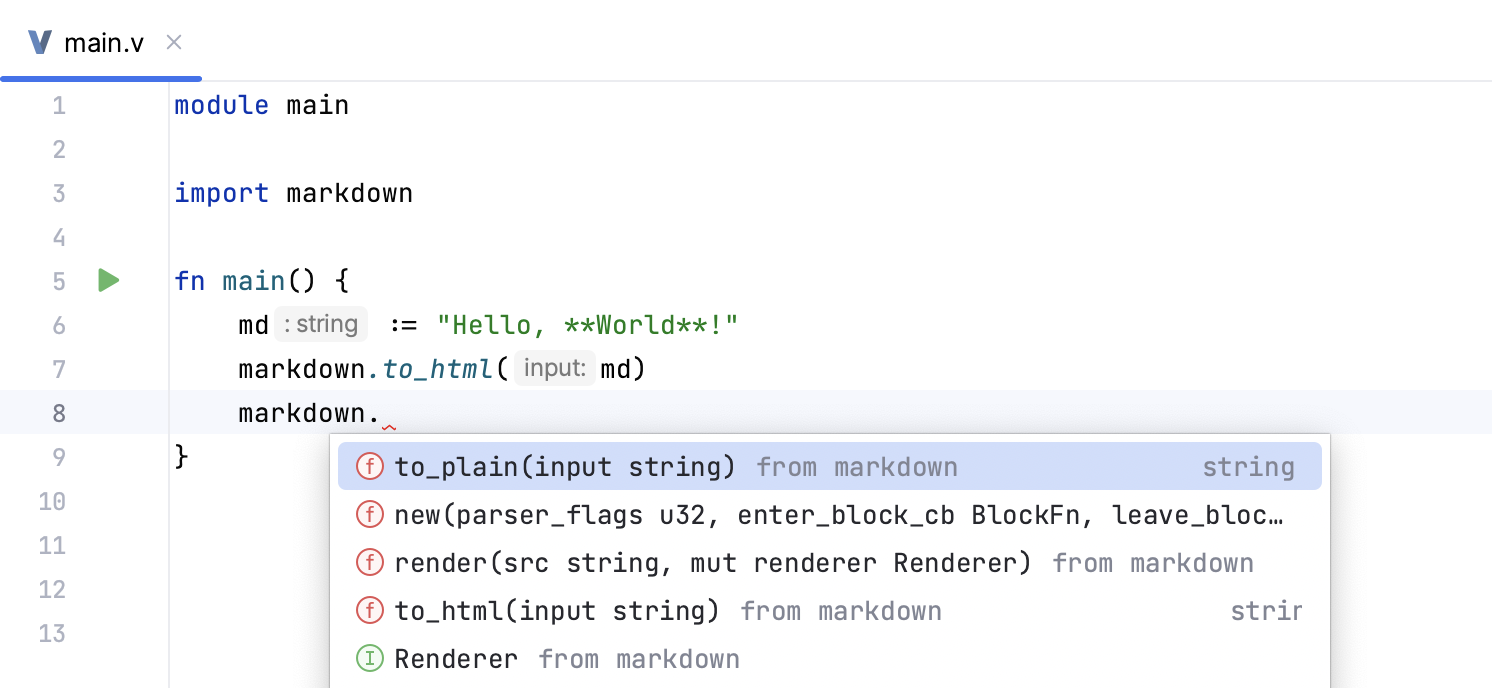 main.v
1 module main
2
3 import markdown
4
5 fn main() {
6 md : string := "Hello, **World**!"
7 markdown.to_html( input: md)
8 markdown.
9 }
10
11
12
13
f to_plain(input string) from markdown string
f new(parser_flags u32, enter_block_cb BlockFn, leave_bloc…
f render(src string, mut renderer Renderer) from markdown
f to_html(input string) from markdown strin
I Renderer from markdown